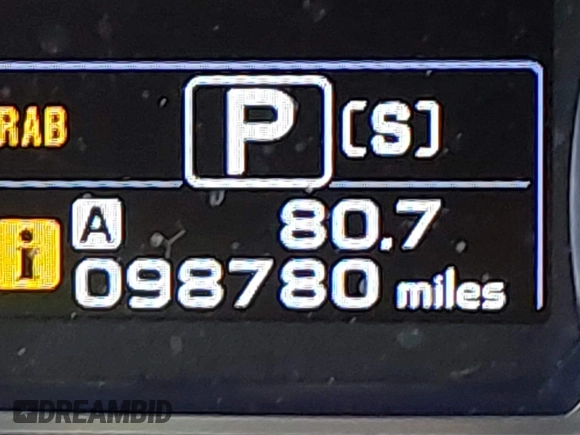 RAB
P [S]
i A 80.7
098780 miles
DREAMBID